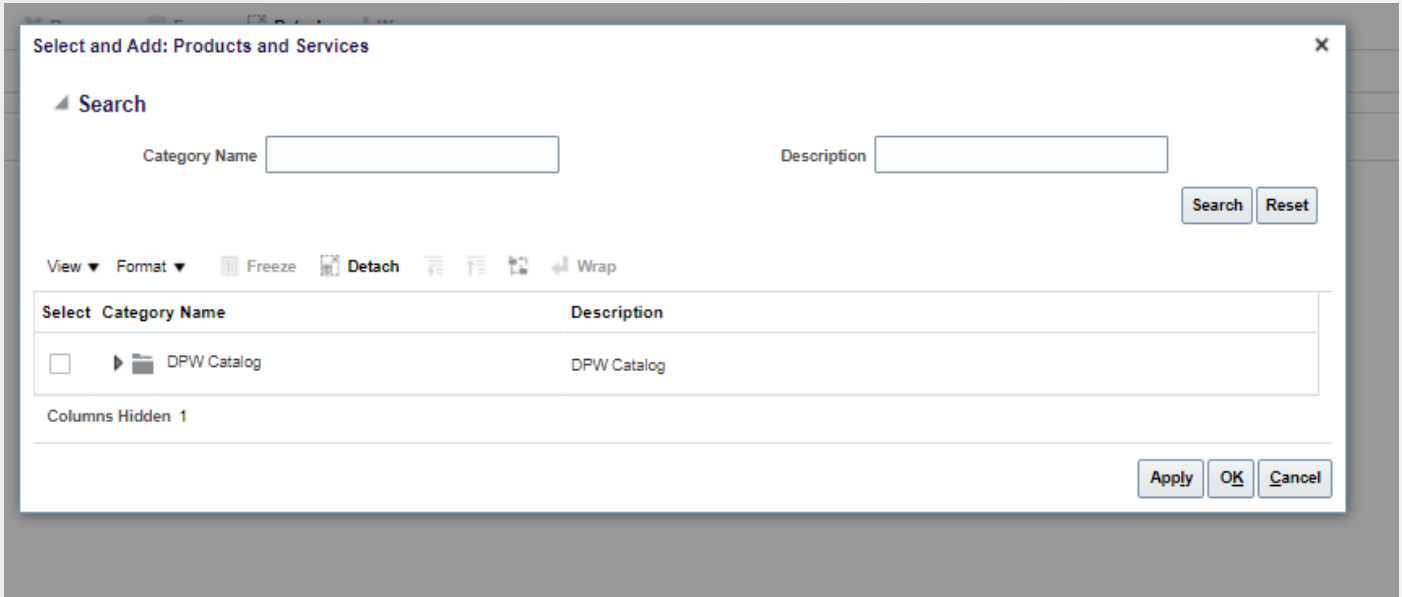 Select and Add: Products and Services
Search
Category Name
Description
Search Reset
View Format Freeze Detach Wrap
Select Category Name Description
DPW Catalog DPW Catalog
Columns Hidden 1
Apply OK Cancel